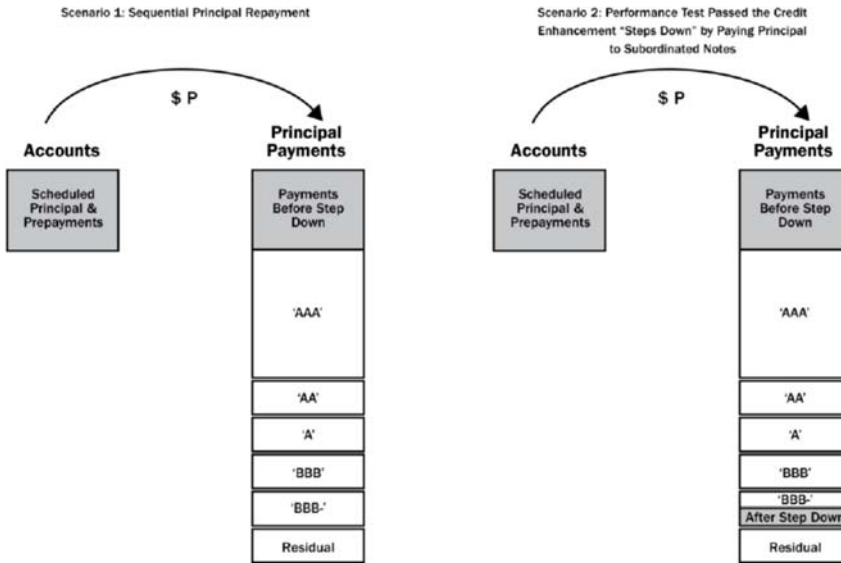 Scenario 1: Sequential Principal Repayment
$ P
Accounts
Principal
Payments
Scheduled
Principal &
Prepayments
Payments
Before Step
Down
'AAA'
'AA'
'A'
'BBB'
'BBB-'
Residual
Scenario 2: Performance Test Passed the Credit
Enhancement “Steps Down” by Paying Principal
to Subordinated Notes
$ P
Accounts
Principal
Payments
Scheduled
Principal &
Prepayments
Payments
Before Step
Down
'AAA'
'AA'
'A'
'BBB'
'BBB-'
After Step Down
Residual